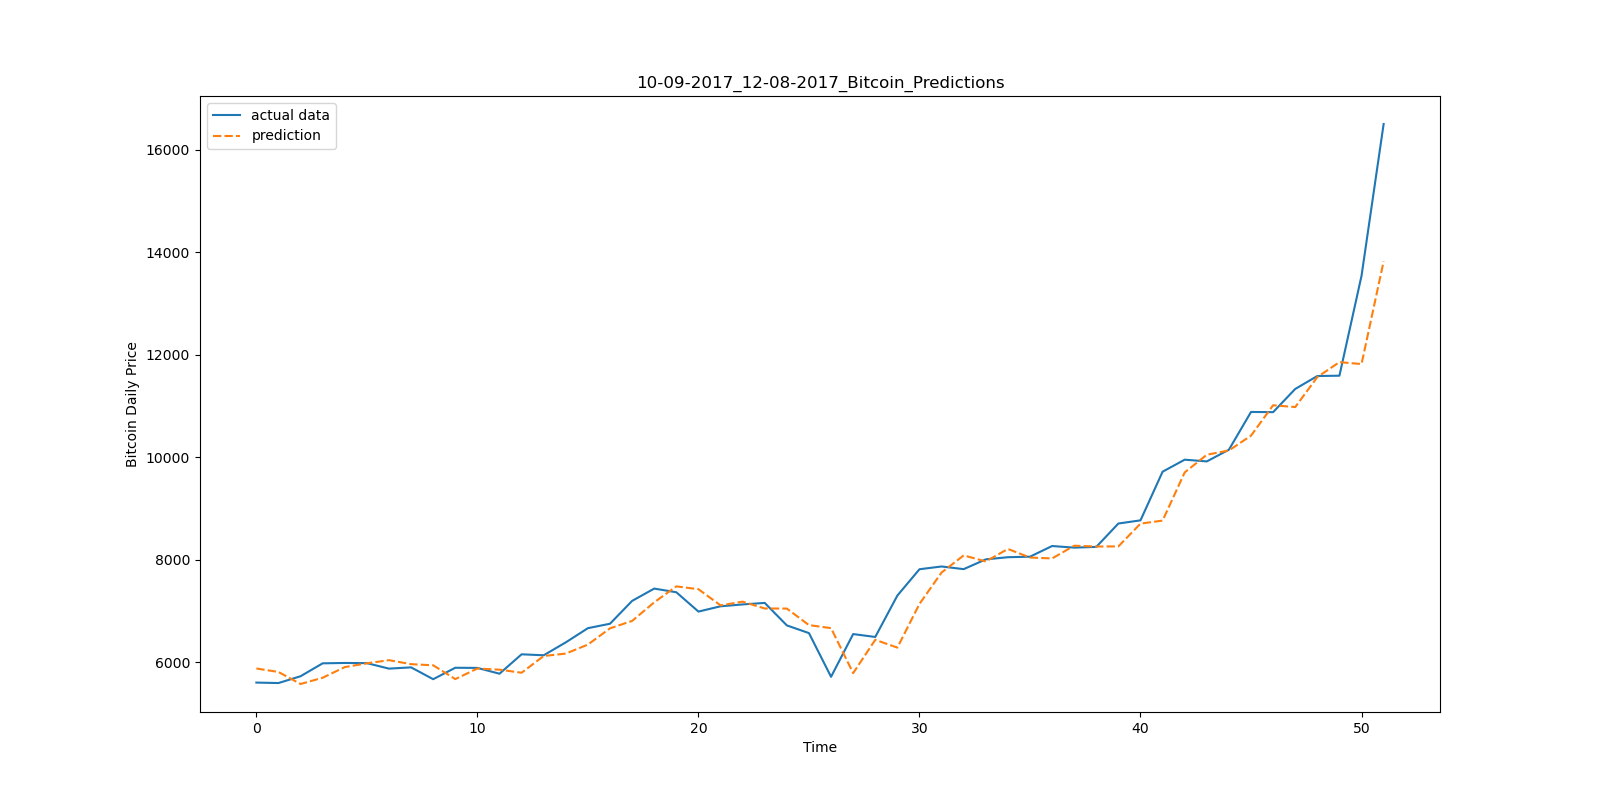 10-09-2017_12-08-2017_Bitcoin_Predictions
actual data
prediction
16000
14000
12000
10000
8000
6000
Bitcoin Daily Price
0 10 20 30 40 50
Time